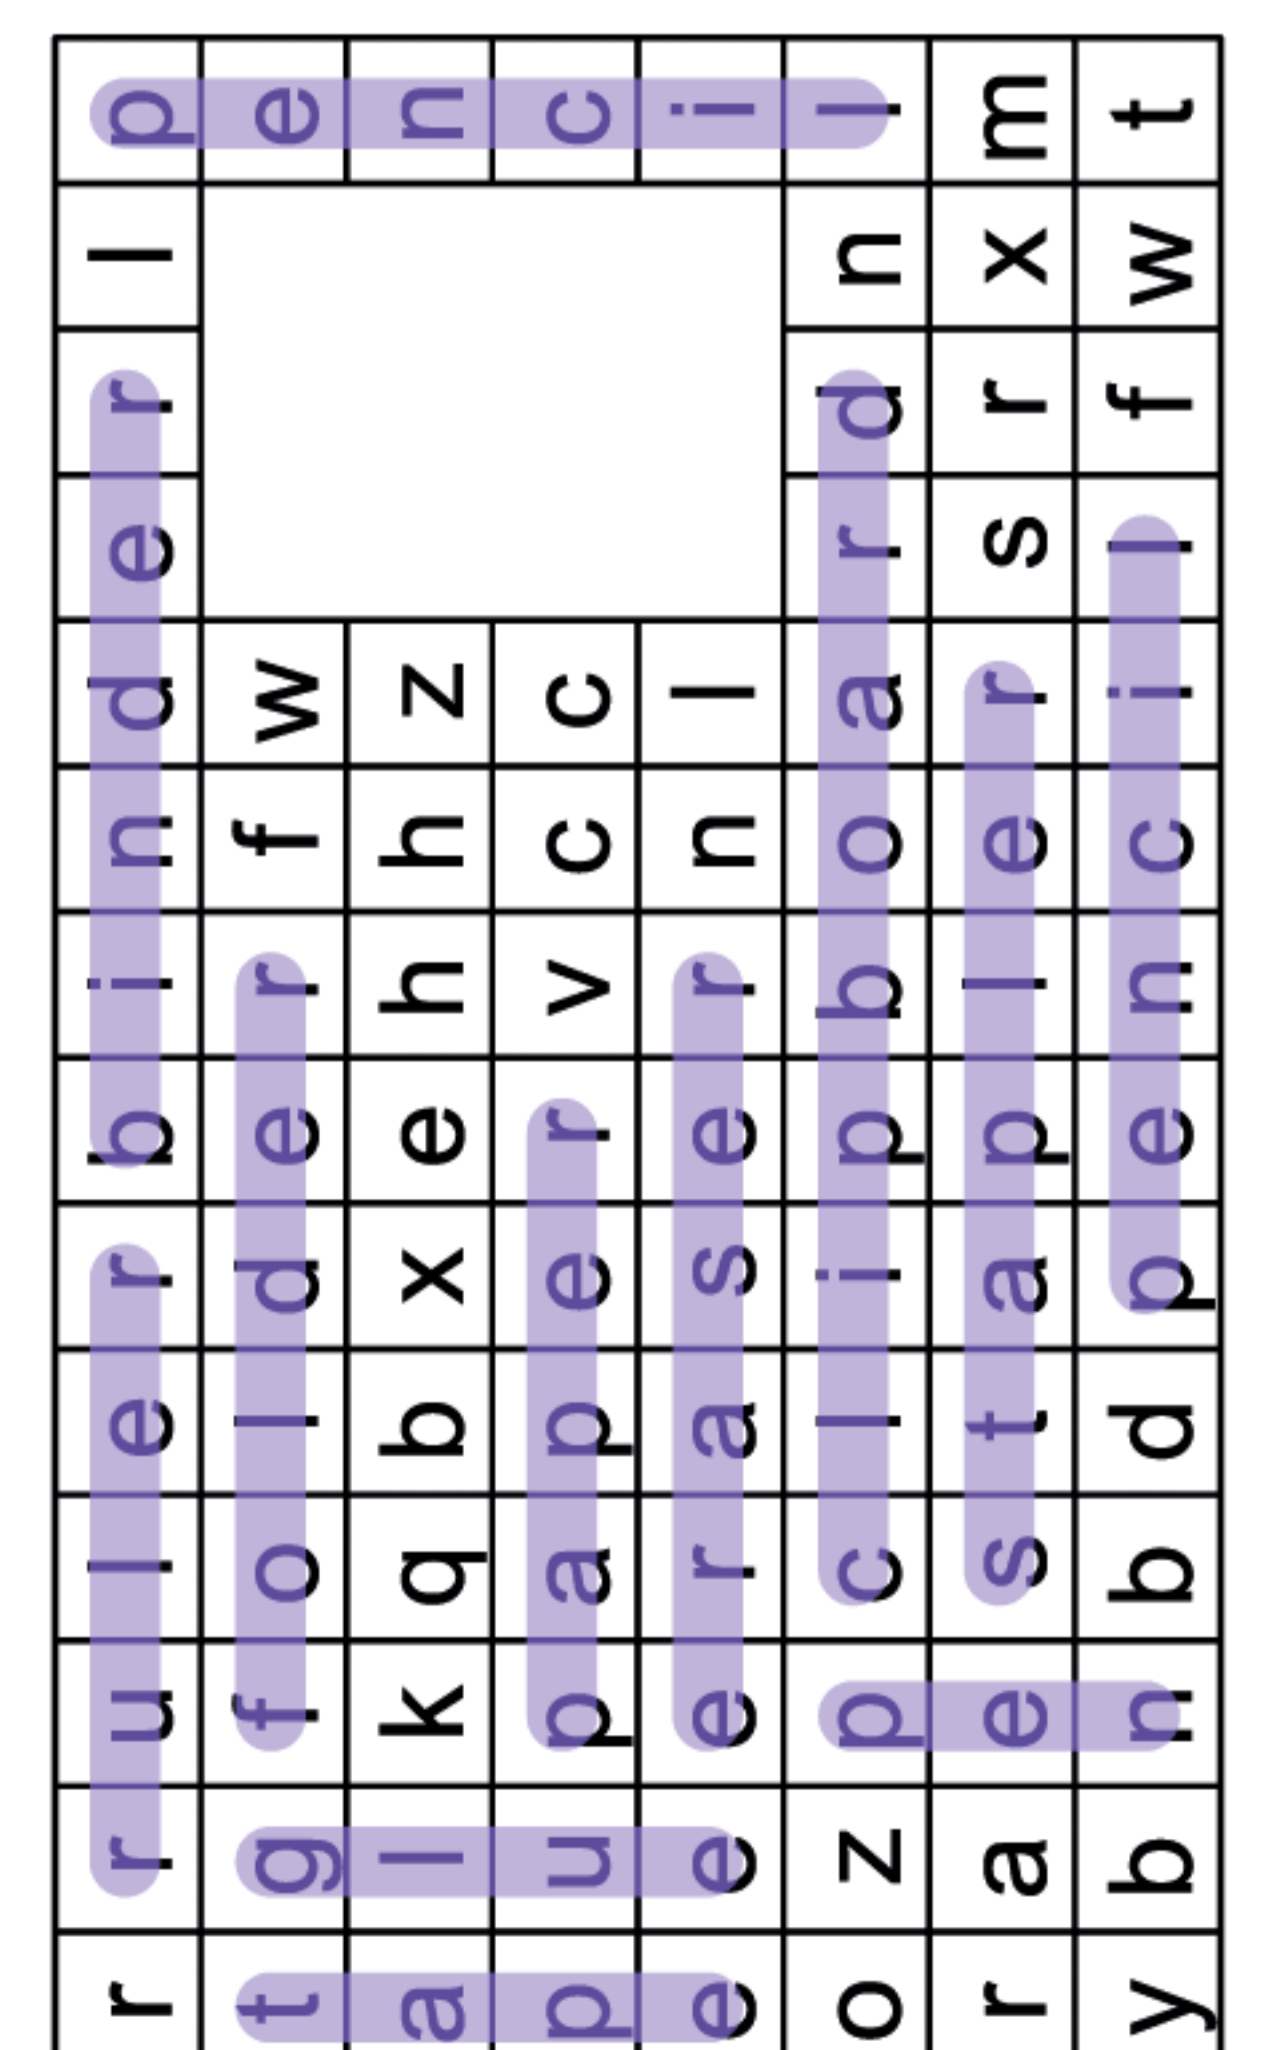 r r u l e r b i n d e r l p
t g f o l d e r f w e
a l k q b x e h h z n
p u p a p e r v c c c
e e e r a s e r n l i
o z p c l i p b o a r d n l
r a e s t a p l e r s r x m
y b n b d p e n c i l f w t